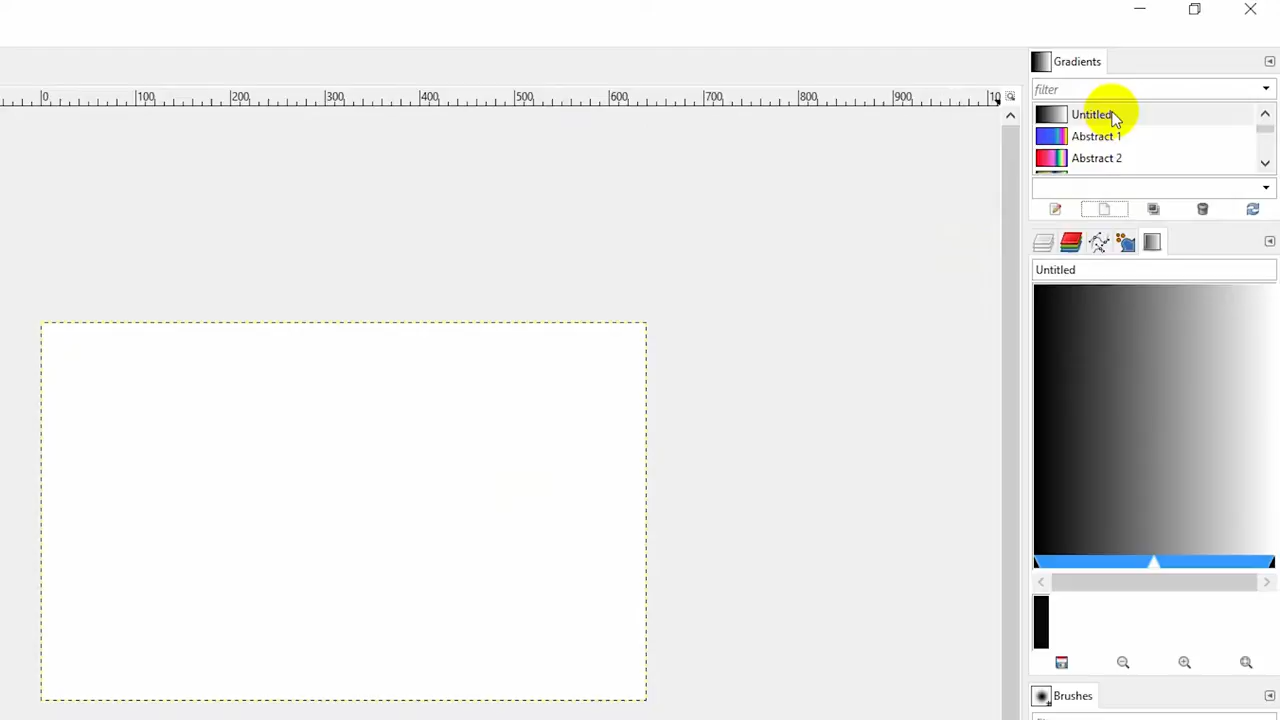 Gradients
0 100 200 300 400 500 600 700 800 900 10
filter
Untitled
Abstract 1
Abstract 2
Untitled
Brushes